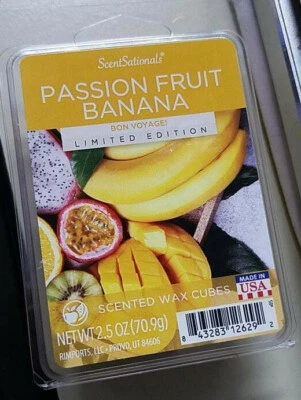 ScentSationals®
PASSION FRUIT
BANANA
BON VOYAGE!
LIMITED EDITION
MADE IN
USA
SCENTED WAX CUBES
NET WT 2.5 OZ (70.9g)
RIMPORTS, LLC • PROVO, UT 84606
8 43283 12629 2